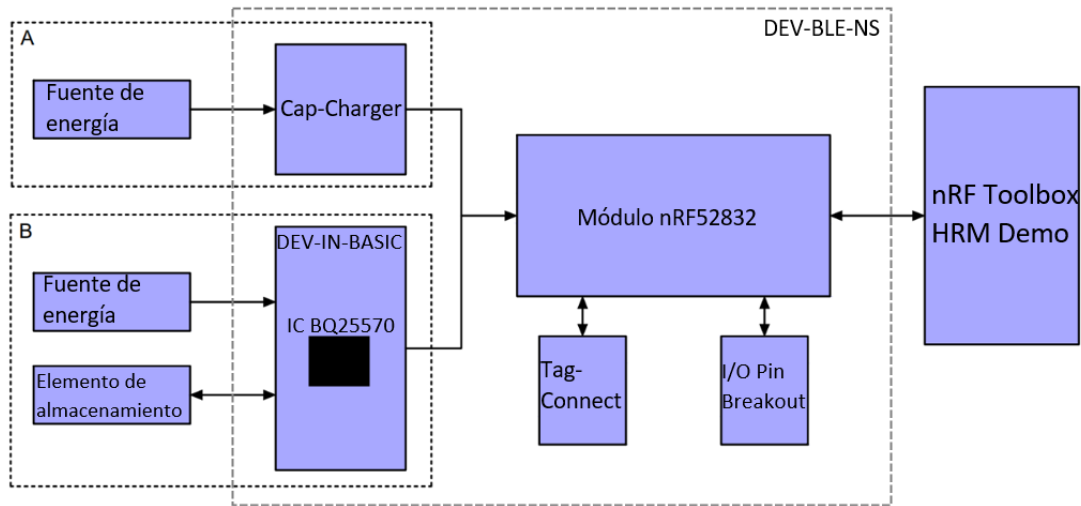 DEV-BLE-NS
A
Fuente de
energía
Cap-Charger
B
DEV-IN-BASIC
Fuente de
energía
IC BQ25570
Elemento de
almacenamiento
Módulo nRF52832
Tag-
Connect
I/O Pin
Breakout
nRF Toolbox
HRM Demo